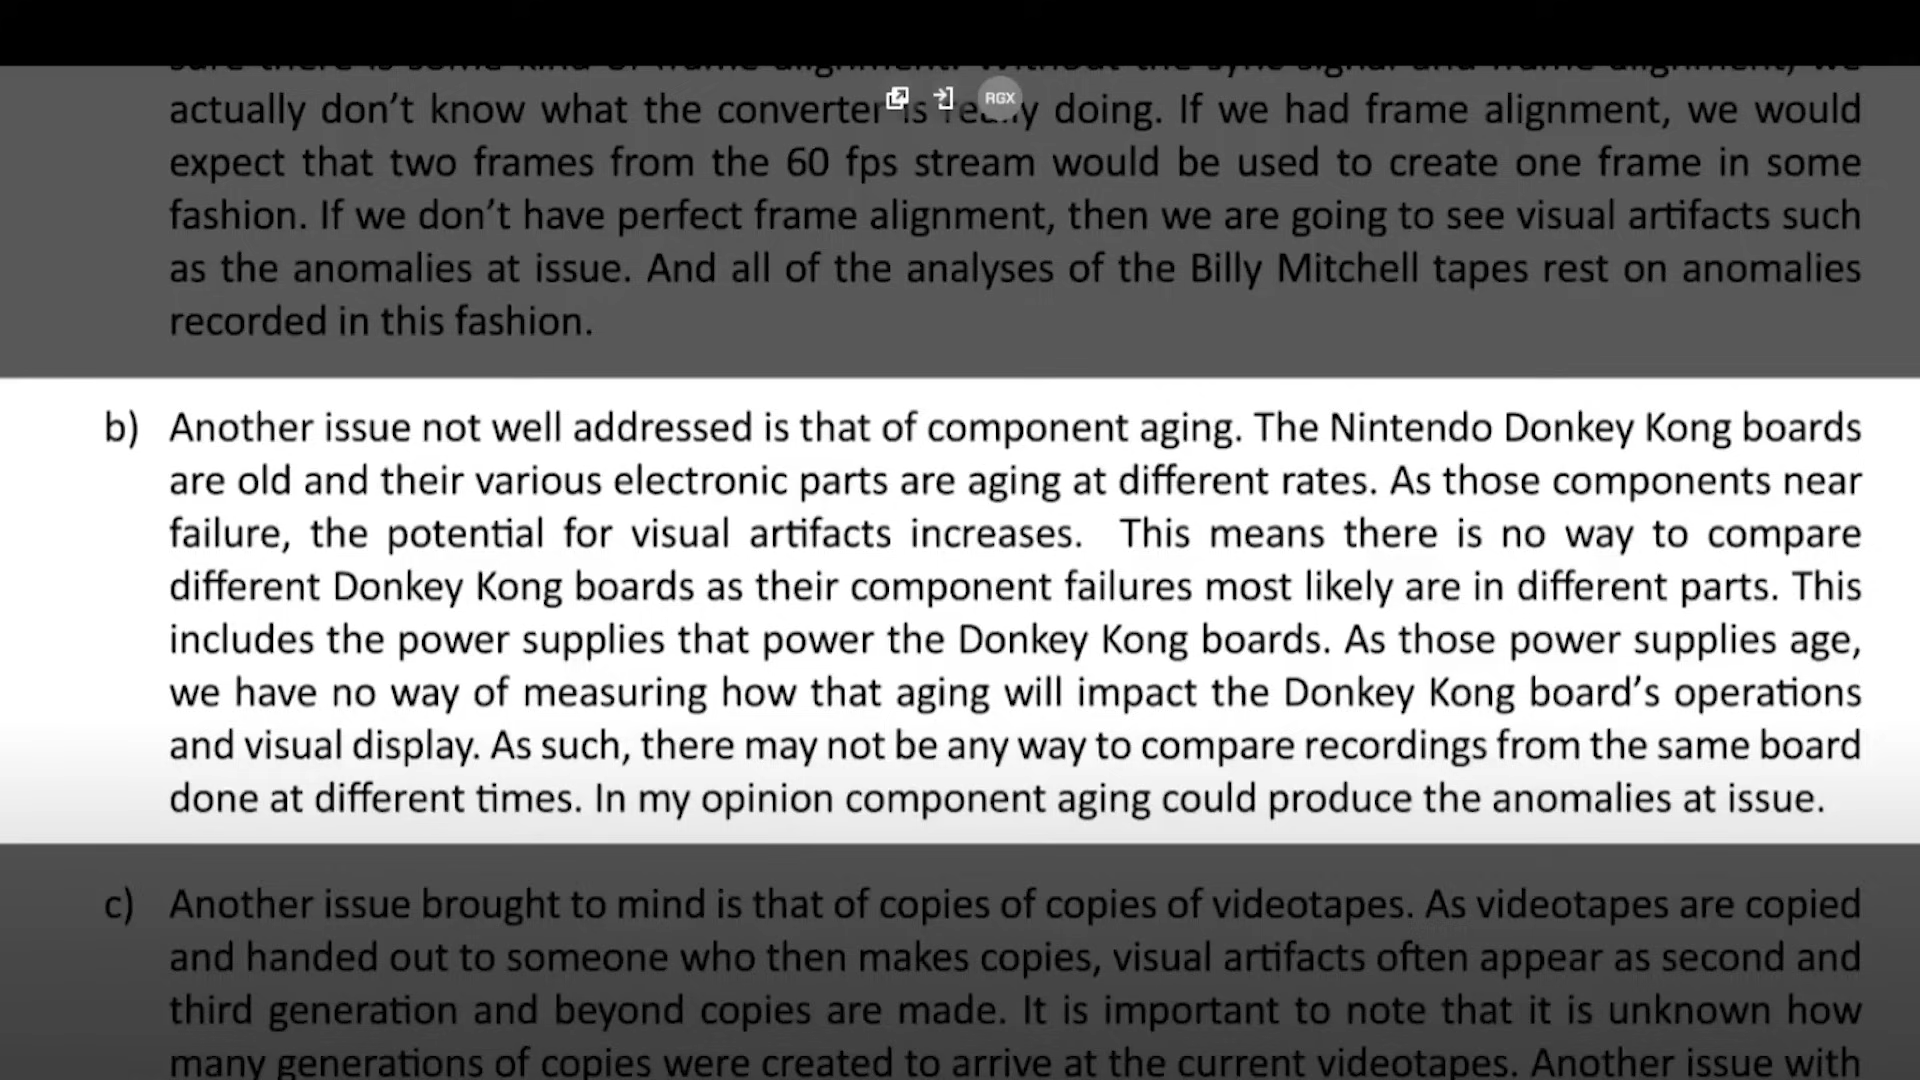 actually don't know what the converter is really doing. If we had frame alignment, we would
RGX
expect that two frames from the 60 fps stream would be used to create one frame in some
fashion. If we don't have perfect frame alignment, then we are going to see visual artifacts such
as the anomalies at issue. And all of the analyses of the Billy Mitchell tapes rest on anomalies
recorded in this fashion.
b) Another issue not well addressed is that of component aging. The Nintendo Donkey Kong boards
are old and their various electronic parts are aging at different rates. As those components near
failure, the potential for visual artifacts increases. This means there is no way to compare
different Donkey Kong boards as their component failures most likely are in different parts. This
includes the power supplies that power the Donkey Kong boards. As those power supplies age,
we have no way of measuring how that aging will impact the Donkey Kong board's operations
and visual display. As such, there may not be any way to compare recordings from the same board
done at different times. In my opinion component aging could produce the anomalies at issue.
c) Another issue brought to mind is that of copies of copies of videotapes. As videotapes are copied
and handed out to someone who then makes copies, visual artifacts often appear as second and
third generation and beyond copies are made. It is important to note that it is unknown how
many generations of copies were created to arrive at the current videotapes. Another issue with